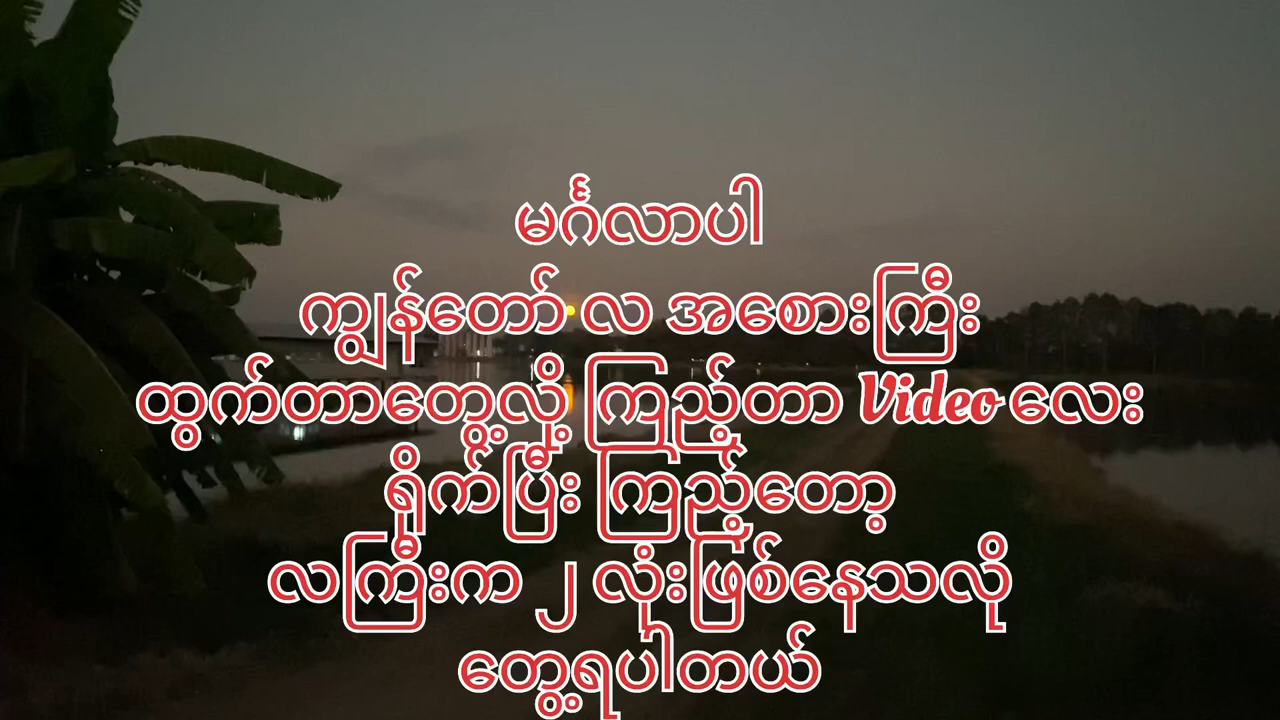 မင်္ဂလာပါ
ကျွန်တော် လ အစောကြီး
ထွက်တာတွေ့လို့ ကြည့်တာ Video လေး
ရိုက်ပြီး ကြည့်တော့
လကြီးက ၂ လုံးဖြစ်နေသလို
တွေ့ရပါတယ်